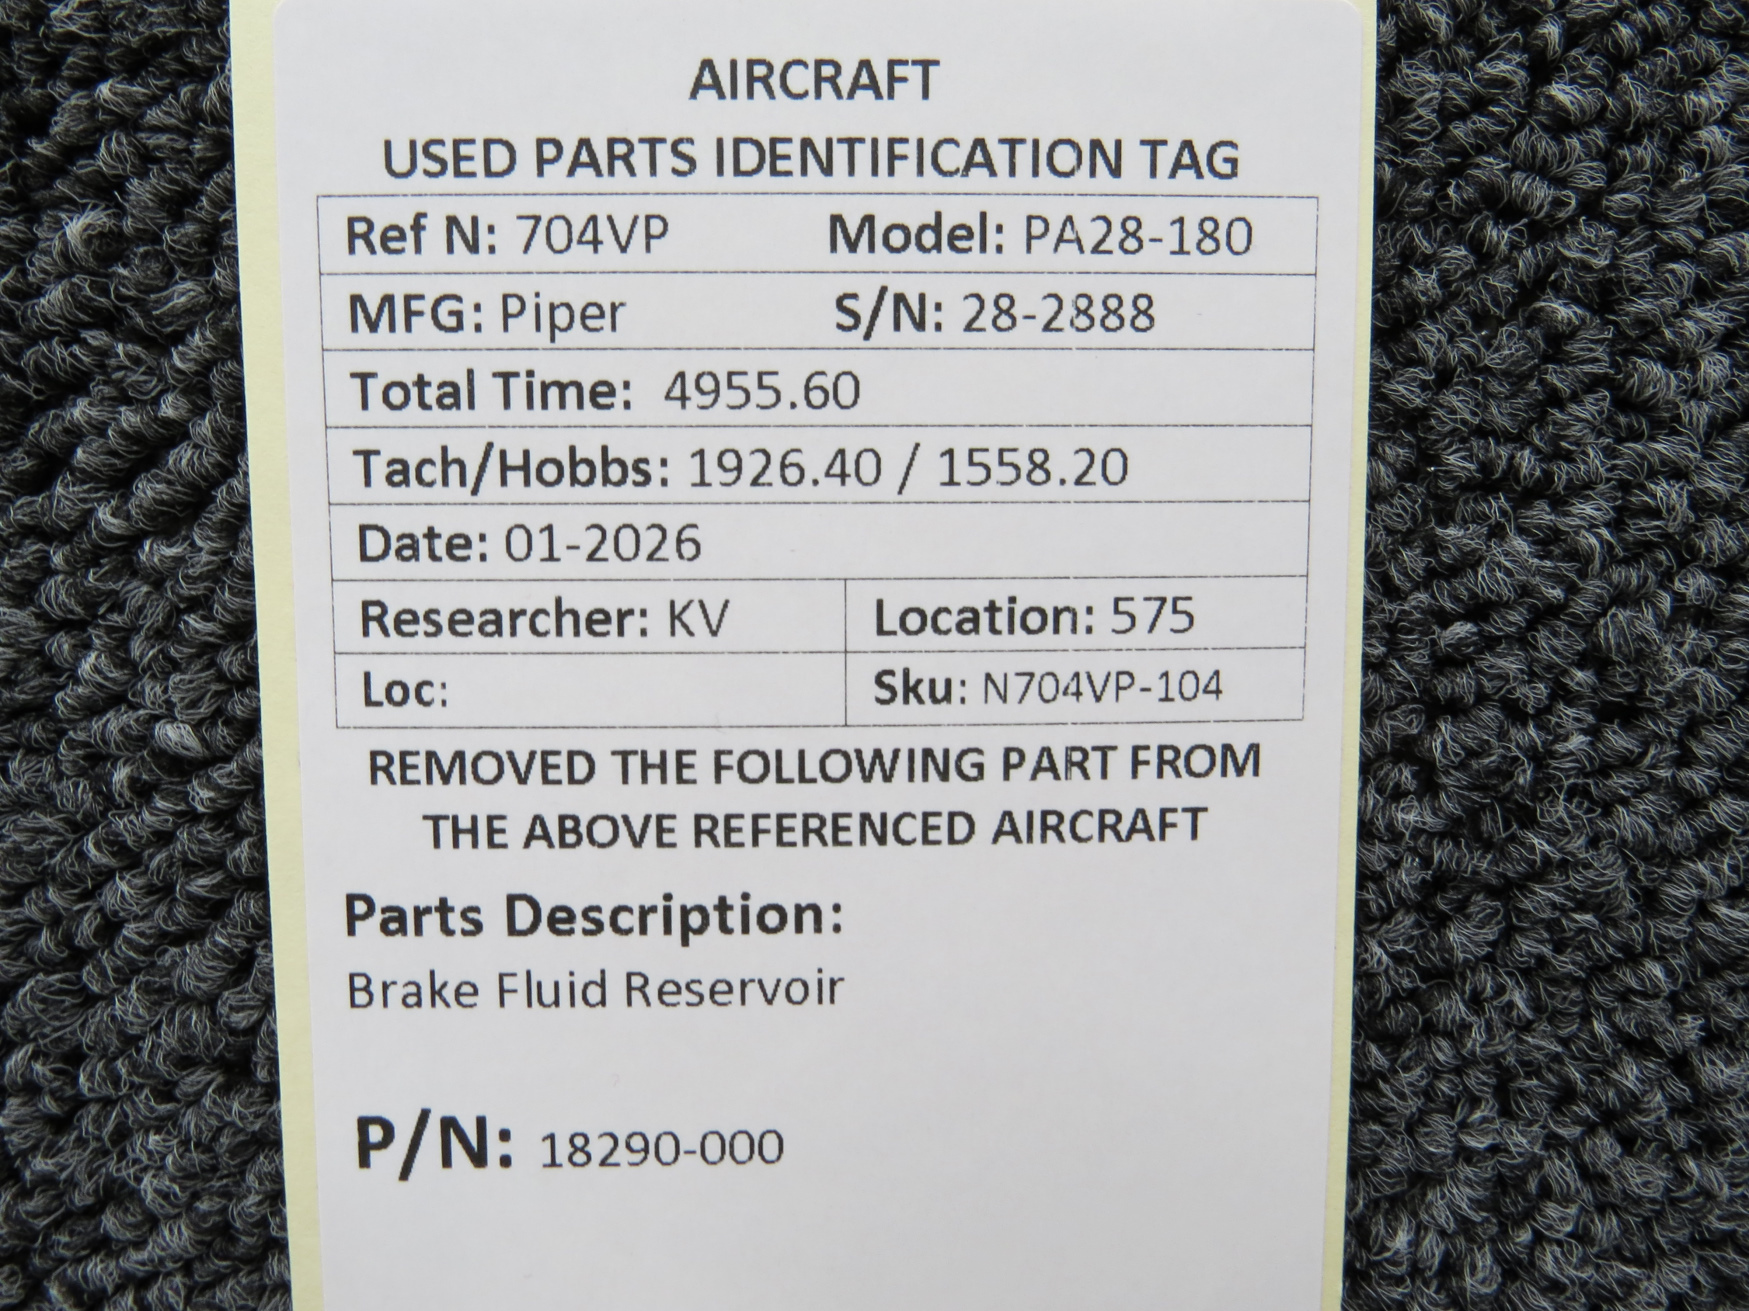 AIRCRAFT
USED PARTS IDENTIFICATION TAG
Ref N: 704VP Model: PA28-180
MFG: Piper S/N: 28-2888
Total Time: 4955.60
Tach/Hobbs: 1926.40 / 1558.20
Date: 01-2026
Researcher: KV Location: 575
Loc: Sku: N704VP-104
REMOVED THE FOLLOWING PART FROM
THE ABOVE REFERENCED AIRCRAFT
Parts Description:
Brake Fluid Reservoir
P/N: 18290-000